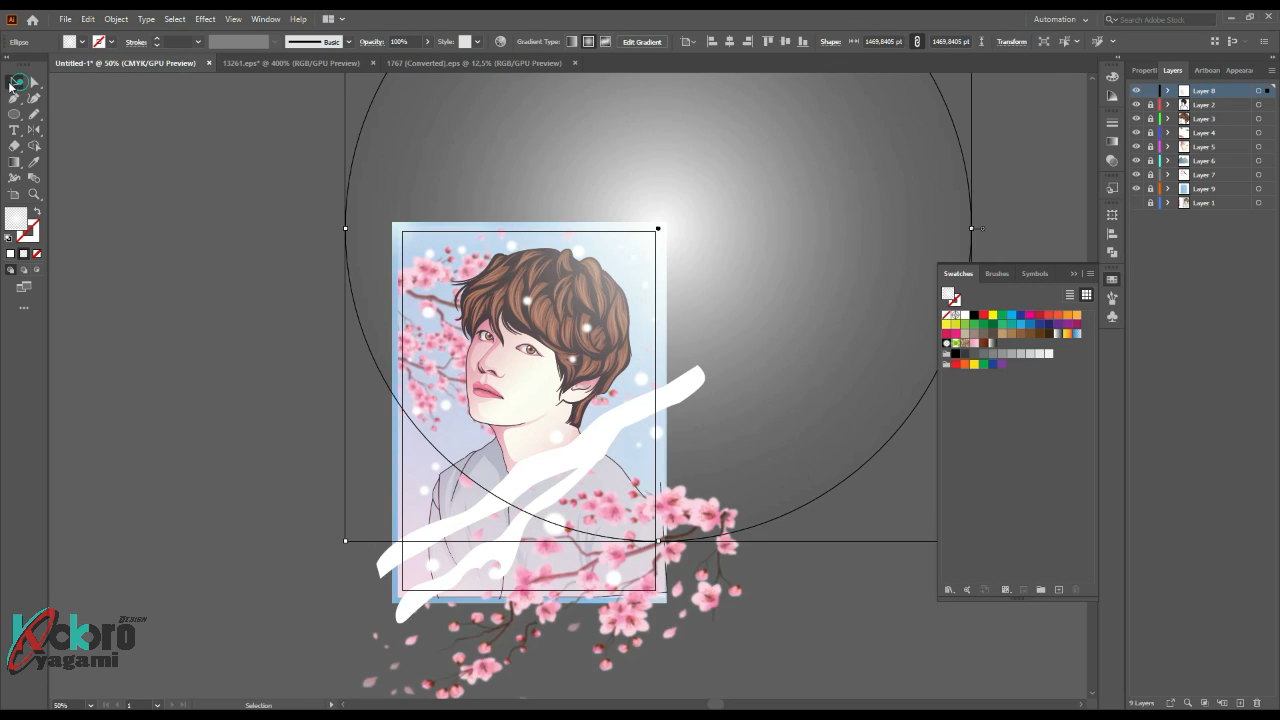 File Edit Object Type Select Effect View Window Help
Automation
Search Adobe Stock
Ellipse
Stroke:
Basic
Opacity: 100%
Style:
Gradient Type:
Edit Gradient
Shape:
1469,8405 pt
1469,8405 pt
Transform
Untitled-1* @ 50% (CMYK/GPU Preview) ×
13261.eps* @ 400% (RGB/GPU Preview) ×
1767 [Converted].eps @ 12,5% (RGB/GPU Preview) ×
Properti Layers Artboar Appeara
Layer 8
Layer 2
Layer 3
Layer 4
Layer 5
Layer 6
Layer 7
Layer 9
Layer 1
Swatches Brushes Symbols
Kokoro
DESIGN
yagami
50%
1
Selection
9 Layers